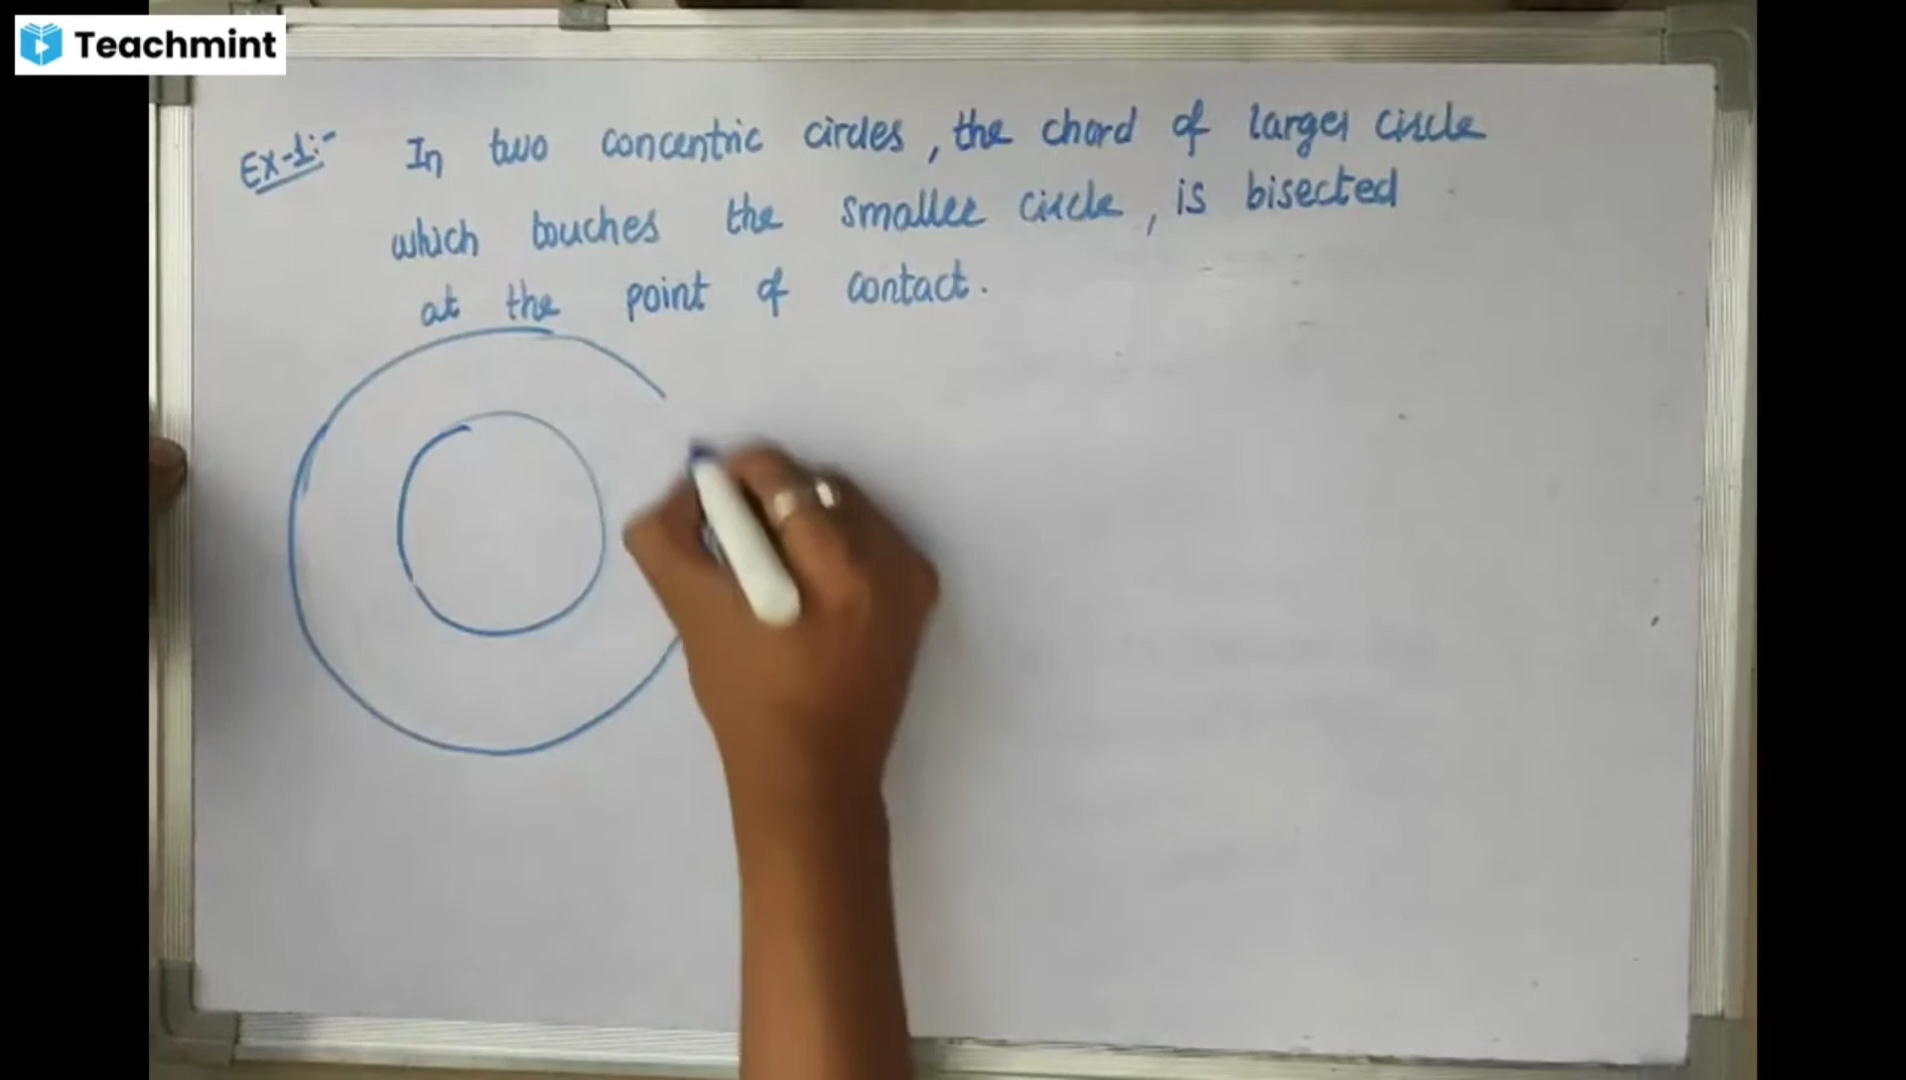 Teachmint
Ex-1:- In two concentric circles, the chord of larger circle
which touches the smaller circle, is bisected
at the point of contact.